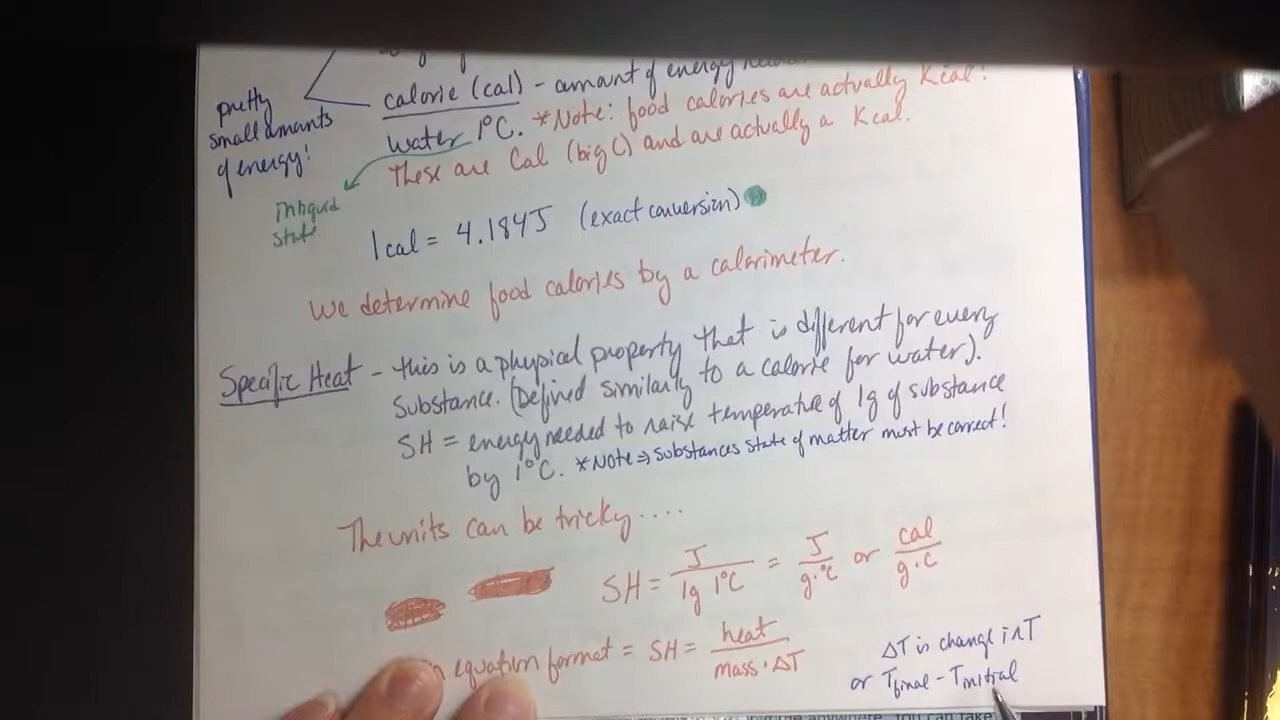 calorie (cal) - amount of energy
pretty
small amounts
of energy!
water 1°C. *Note: food calories are actually Kcal!
These are Cal (big C) and are actually a Kcal.
In liquid
state
1 cal = 4.184J (exact conversion)
We determine food calories by a calorimeter.
Specific Heat - this is a physical property that is different for every
substance. (Defined similarly to a calorie for water).
SH = energy needed to raise temperature of 1g of substance
by 1°C. *Note => substances state of matter must be correct!
The units can be tricky....
SH = J / 1g 1°C = J / g·°C or cal / g·C
in equation format = SH = heat / mass · ΔT
ΔT is change in T
or Tfinal - Tinitial